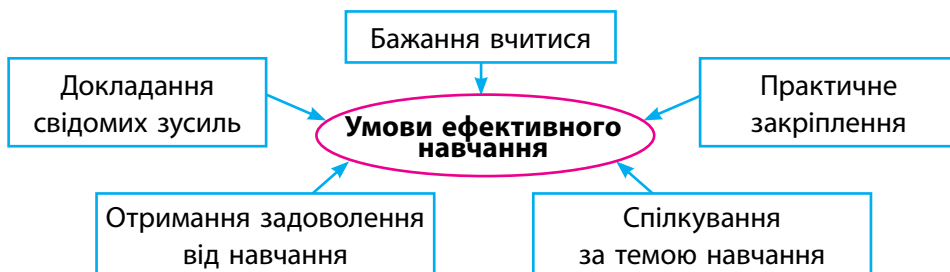 Бажання вчитися
Докладання
свідомих зусиль
Практичне
закріплення
Умови ефективного
навчання
Отримання задоволення
від навчання
Спілкування
за темою навчання